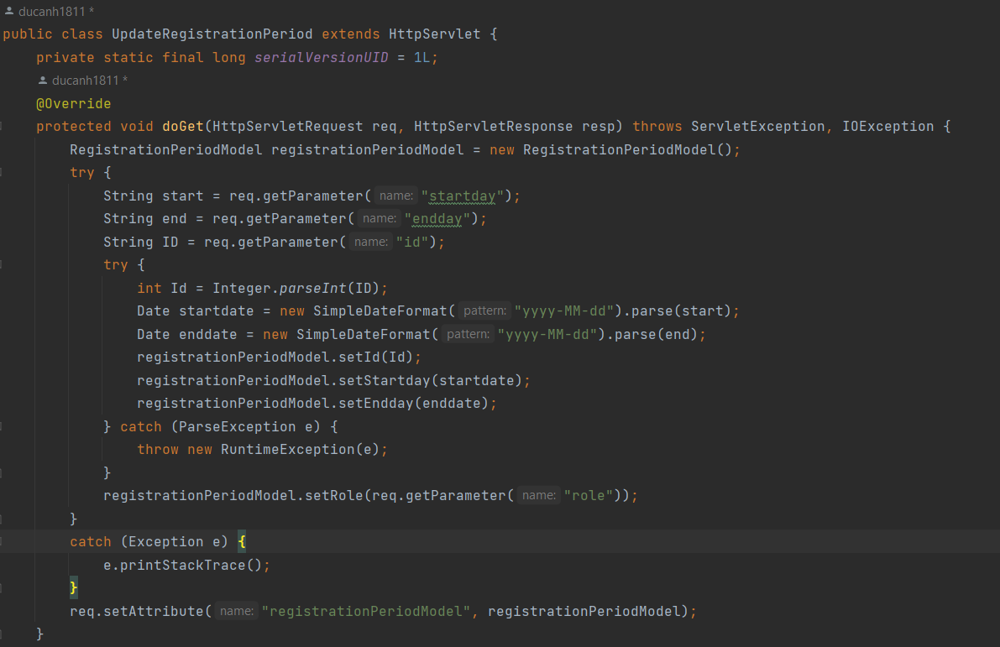 ducanh1811 *
public class UpdateRegistrationPeriod extends HttpServlet {
    private static final long serialVersionUID = 1L;
    ducanh1811 *
    @Override
    protected void doGet(HttpServletRequest req, HttpServletResponse resp) throws ServletException, IOException {
        RegistrationPeriodModel registrationPeriodModel = new RegistrationPeriodModel();
        try {
            String start = req.getParameter( name: "startday");
            String end = req.getParameter( name: "endday");
            String ID = req.getParameter( name: "id");
            try {
                int Id = Integer.parseInt(ID);
                Date startdate = new SimpleDateFormat( pattern: "yyyy-MM-dd").parse(start);
                Date enddate = new SimpleDateFormat( pattern: "yyyy-MM-dd").parse(end);
                registrationPeriodModel.setId(Id);
                registrationPeriodModel.setStartday(startdate);
                registrationPeriodModel.setEndday(enddate);
            } catch (ParseException e) {
                throw new RuntimeException(e);
            }
            registrationPeriodModel.setRole(req.getParameter( name: "role"));
        }
        catch (Exception e) {
            e.printStackTrace();
        }
        req.setAttribute( name: "registrationPeriodModel", registrationPeriodModel);
    }